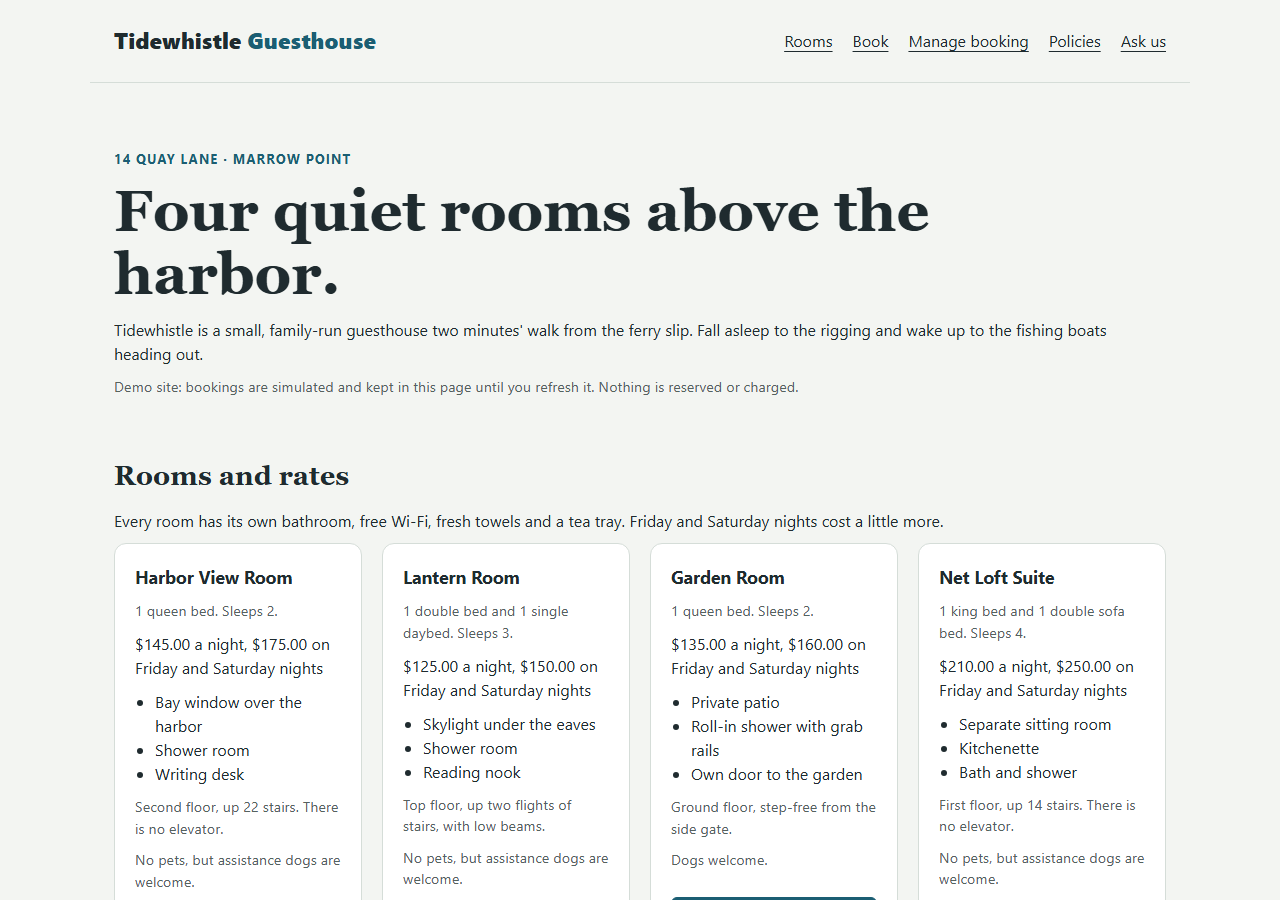 Tidewhistle Guesthouse
Rooms Book Manage booking Policies Ask us
14 QUAY LANE · MARROW POINT
Four quiet rooms above the
harbor.
Tidewhistle is a small, family-run guesthouse two minutes' walk from the ferry slip. Fall asleep to the rigging and wake up to the fishing boats
heading out.
Demo site: bookings are simulated and kept in this page until you refresh it. Nothing is reserved or charged.
Rooms and rates
Every room has its own bathroom, free Wi-Fi, fresh towels and a tea tray. Friday and Saturday nights cost a little more.
Harbor View Room
1 queen bed. Sleeps 2.
$145.00 a night, $175.00 on
Friday and Saturday nights
• Bay window over the
harbor
• Shower room
• Writing desk
Second floor, up 22 stairs. There
is no elevator.
No pets, but assistance dogs are
welcome.
Lantern Room
1 double bed and 1 single
daybed. Sleeps 3.
$125.00 a night, $150.00 on
Friday and Saturday nights
• Skylight under the eaves
• Shower room
• Reading nook
Top floor, up two flights of
stairs, with low beams.
No pets, but assistance dogs are
welcome.
Garden Room
1 queen bed. Sleeps 2.
$135.00 a night, $160.00 on
Friday and Saturday nights
• Private patio
• Roll-in shower with grab
rails
• Own door to the garden
Ground floor, step-free from the
side gate.
Dogs welcome.
Net Loft Suite
1 king bed and 1 double sofa
bed. Sleeps 4.
$210.00 a night, $250.00 on
Friday and Saturday nights
• Separate sitting room
• Kitchenette
• Bath and shower
First floor, up 14 stairs. There is
no elevator.
No pets, but assistance dogs are
welcome.